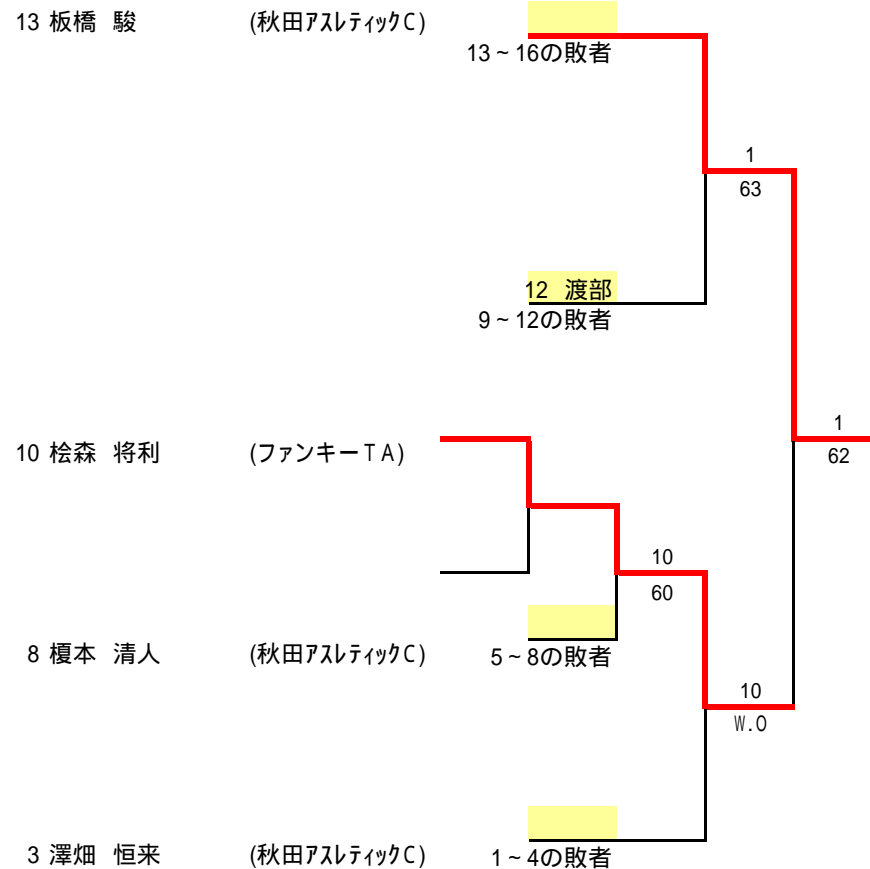 13 板橋 駿 (秋田ｱｽﾚﾃｨｯｸC)
13～16の敗者
1
63
12 渡部
9～12の敗者
10 桧森 将利 (ファンキーＴＡ)
1
62
10
60
8 榎本 清人 (秋田ｱｽﾚﾃｨｯｸC)
5～8の敗者
10
W.O
3 澤畑 恒来 (秋田ｱｽﾚﾃｨｯｸC)
1～4の敗者